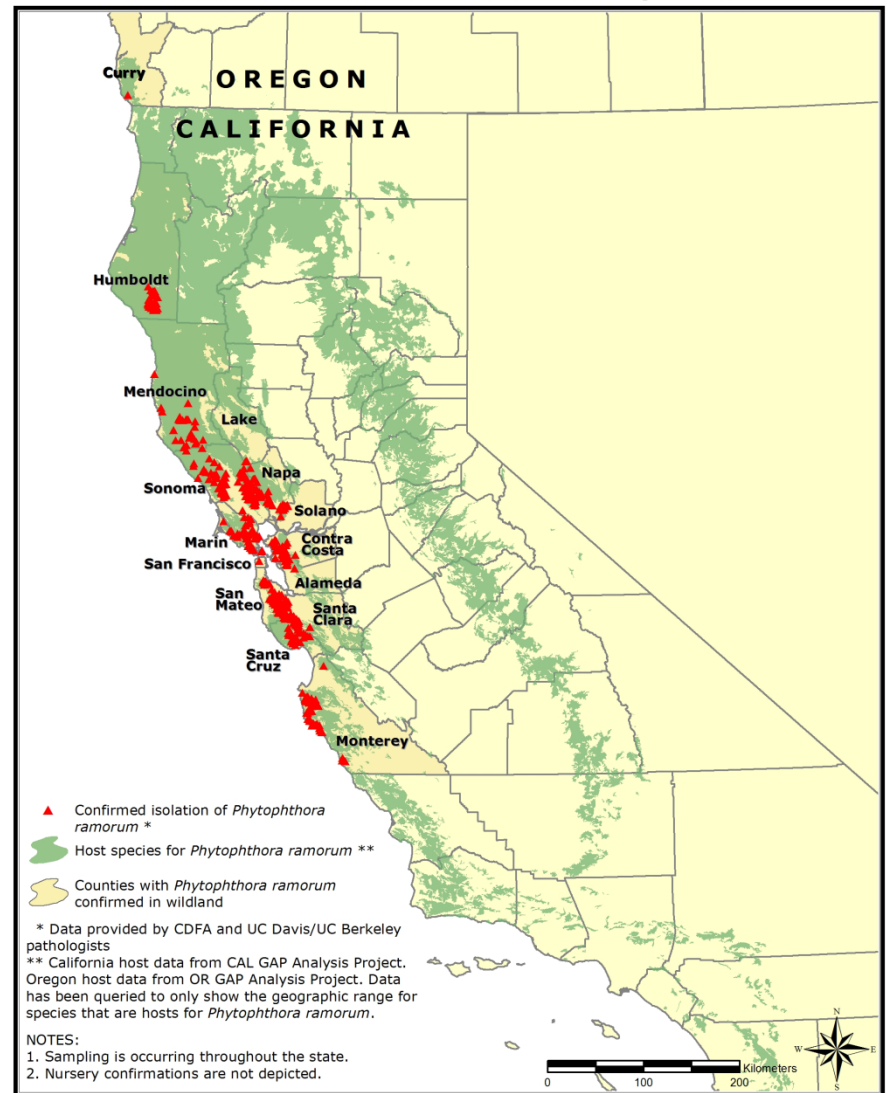 Curry
OREGON
CALIFORNIA
Humboldt
Mendocino
Lake
Napa
Sonoma
Solano
Marin
Contra
Costa
San Francisco
Alameda
San
Mateo
Santa
Clara
Santa
Cruz
Monterey
Confirmed isolation of Phytophthora
ramorum *
Host species for Phytophthora ramorum **
Counties with Phytophthora ramorum
confirmed in wildland
* Data provided by CDFA and UC Davis/UC Berkeley
pathologists
** California host data from CAL GAP Analysis Project.
Oregon host data from OR GAP Analysis Project. Data
has been queried to only show the geographic range for
species that are hosts for Phytophthora ramorum.
NOTES:
1. Sampling is occurring throughout the state.
2. Nursery confirmations are not depicted.
N
W E
S
Kilometers
0 100 200